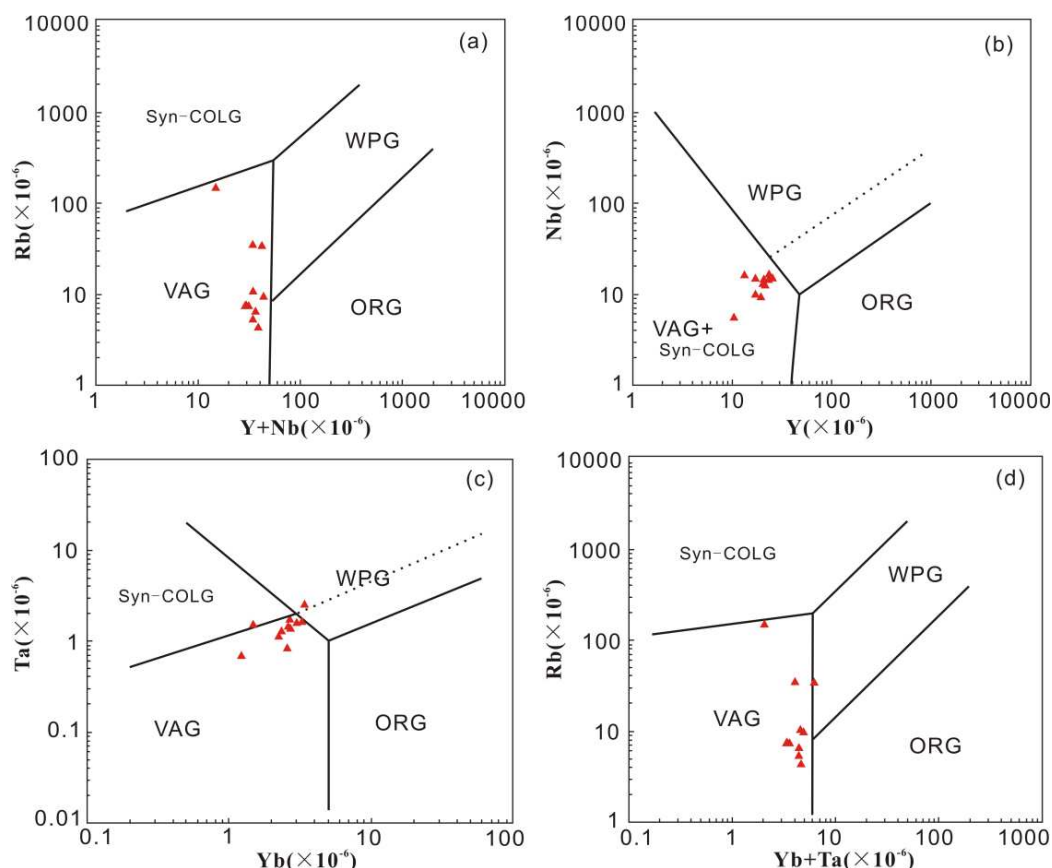 (a)
10000
1000
100
10
1
Rb(×10⁻⁶)
Syn-COLG
WPG
VAG
ORG
1 10 100 1000 10000
Y+Nb(×10⁻⁶)
(b)
10000
1000
100
10
1
Nb(×10⁻⁶)
WPG
ORG
VAG+
Syn-COLG
1 10 100 1000 10000
Y(×10⁻⁶)
(c)
100
10
1
0.1
0.01
Ta(×10⁻⁶)
Syn-COLG
WPG
VAG
ORG
0.1 1 10 100
Yb(×10⁻⁶)
(d)
10000
1000
100
10
1
Rb(×10⁻⁶)
Syn-COLG
WPG
VAG
ORG
0.1 1 10 100 1000
Yb+Ta(×10⁻⁶)